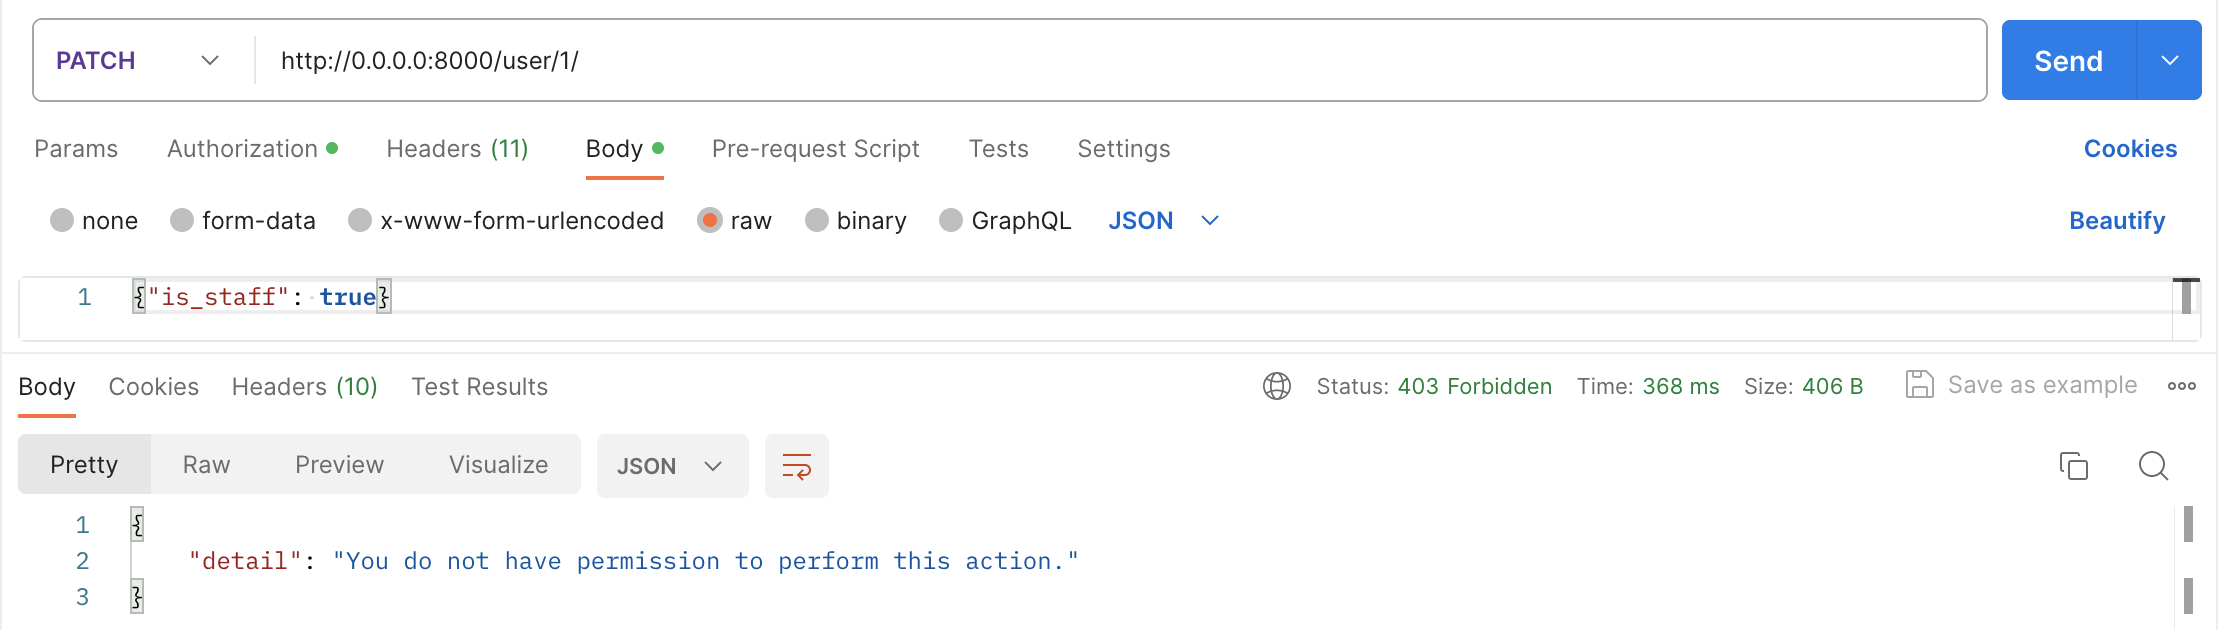 PATCH http://0.0.0.0:8000/user/1/ Send
Params Authorization Headers (11) Body Pre-request Script Tests Settings Cookies
none form-data x-www-form-urlencoded raw binary GraphQL JSON Beautify
1 {"is_staff": true}
Body Cookies Headers (10) Test Results Status: 403 Forbidden Time: 368 ms Size: 406 B Save as example
Pretty Raw Preview Visualize JSON
1 {
2 "detail": "You do not have permission to perform this action."
3 }